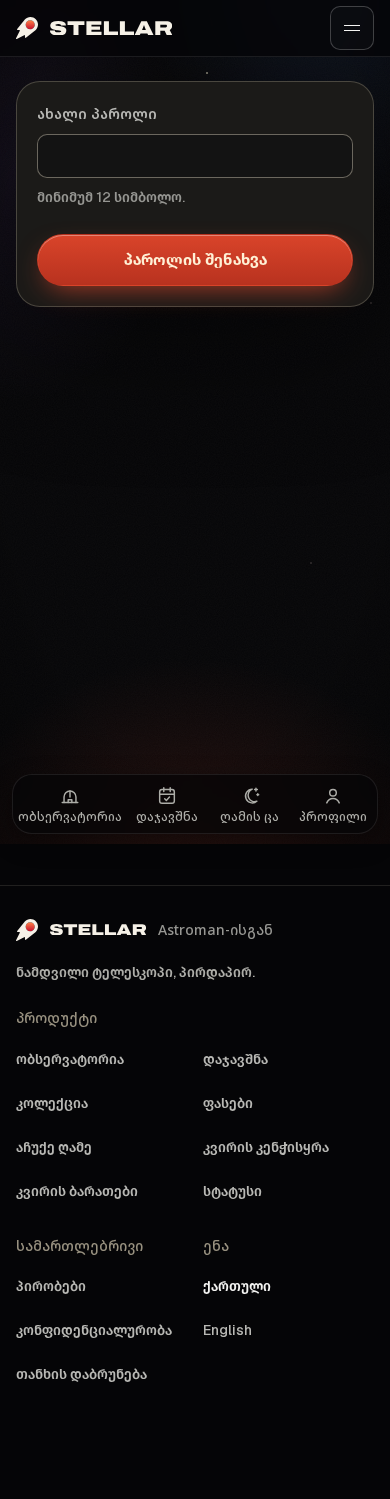 STELLAR
ახალი პაროლი
მინიმუმ 12 სიმბოლო.
პაროლის შენახვა
ობსერვატორია დაჯავშნა ღამის ცა პროფილი
STELLAR Astroman-ისგან
ნამდვილი ტელესკოპი, პირდაპირ.
პროდუქტი
ობსერვატორია დაჯავშნა
კოლექცია ფასები
აჩუქე ღამე კვირის კენჭისყრა
კვირის ბარათები სტატუსი
სამართლებრივი ენა
პირობები ქართული
კონფიდენციალურობა English
თანხის დაბრუნება